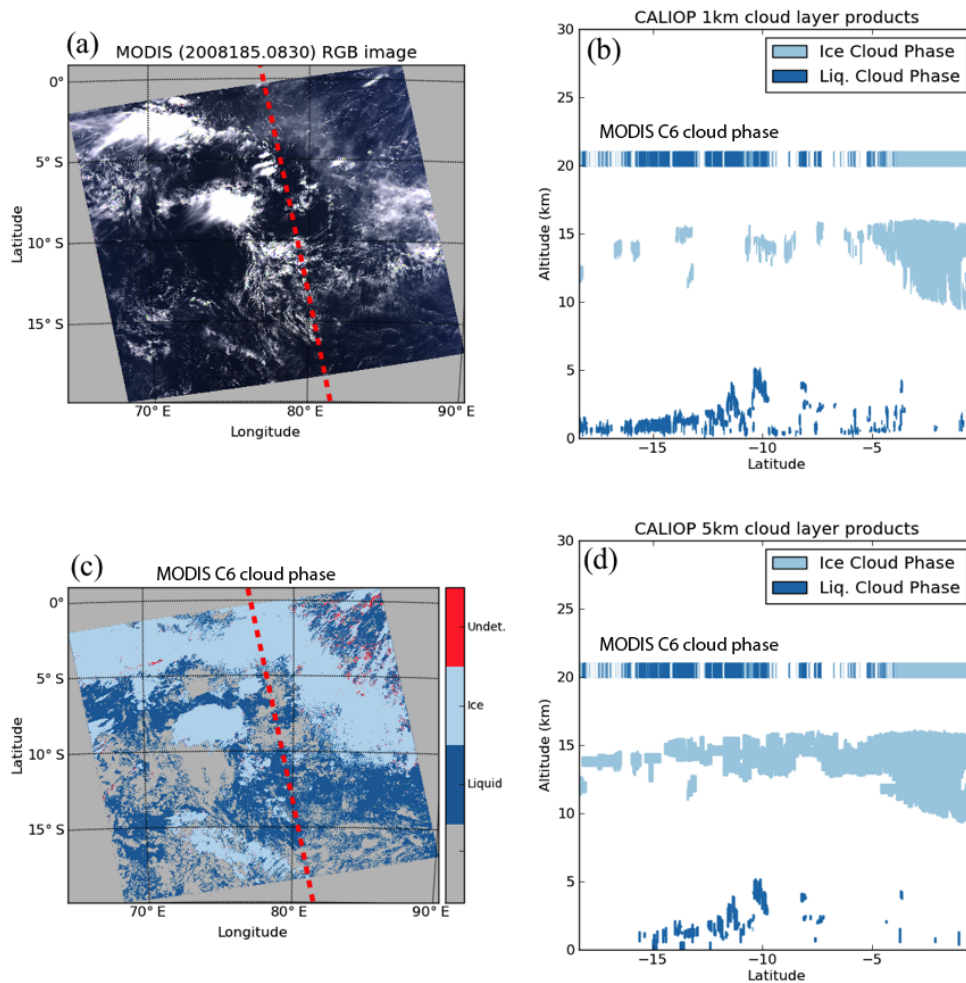 (a)
MODIS (2008185.0830) RGB image
0°
5° S
10° S
15° S
Latitude
70° E
80° E
90° E
Longitude
CALIOP 1km cloud layer products
(b)
Ice Cloud Phase
Liq. Cloud Phase
MODIS C6 cloud phase
30
25
20
15
10
5
0
Altitude (km)
−15
−10
−5
Latitude
(c)
MODIS C6 cloud phase
0°
5° S
10° S
15° S
Latitude
70° E
80° E
90° E
Longitude
Undet.
Ice
Liquid
CALIOP 5km cloud layer products
(d)
Ice Cloud Phase
Liq. Cloud Phase
MODIS C6 cloud phase
30
25
20
15
10
5
0
Altitude (km)
−15
−10
−5
Latitude